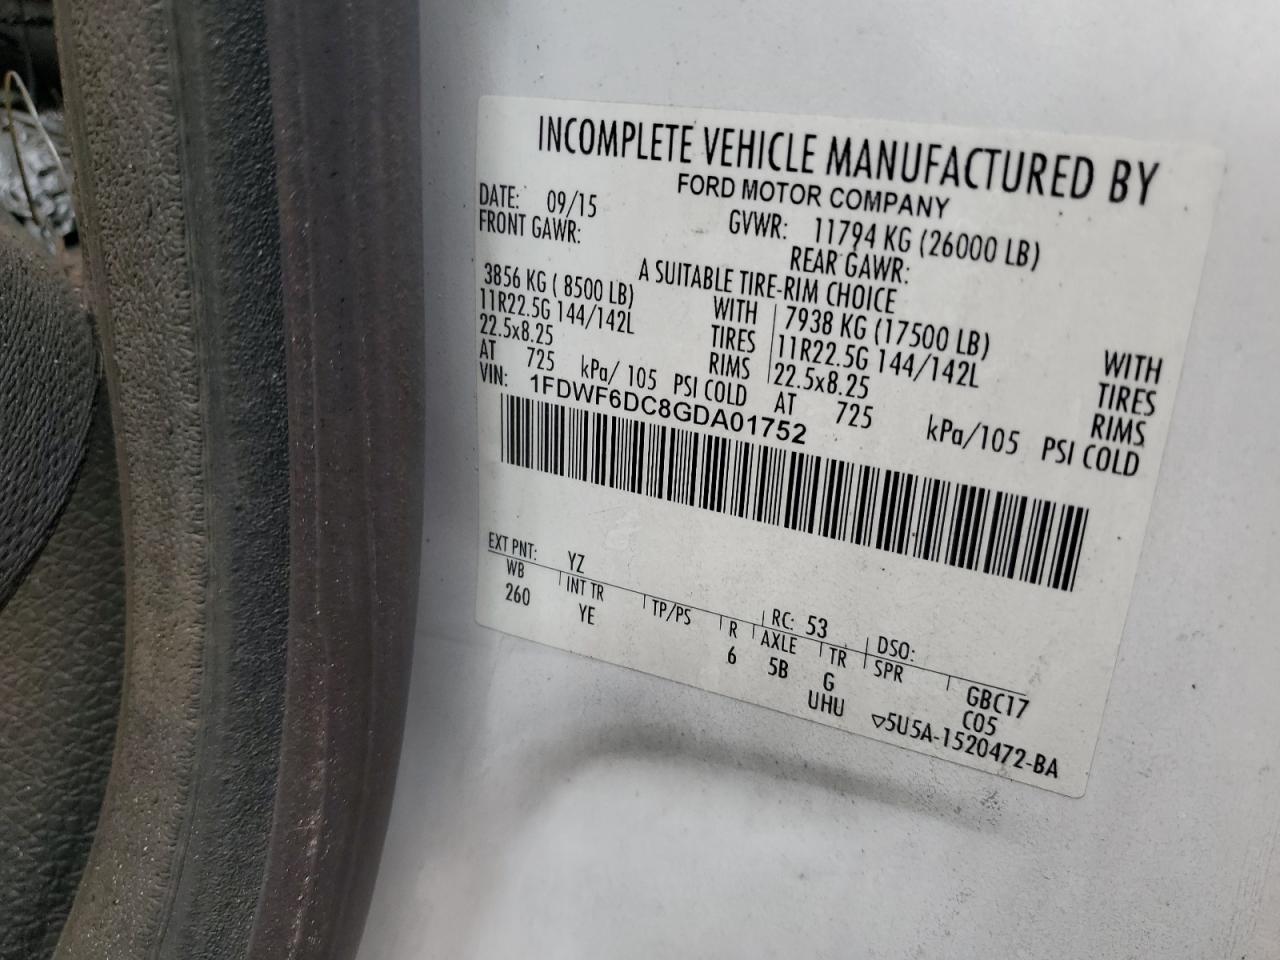 INCOMPLETE VEHICLE MANUFACTURED BY
FORD MOTOR COMPANY
DATE: 09/15 GVWR: 11794 KG (26000 LB)
FRONT GAWR: REAR GAWR:
A SUITABLE TIRE-RIM CHOICE
3856 KG ( 8500 LB) WITH 7938 KG (17500 LB) WITH
11R22.5G 144/142L TIRES 11R22.5G 144/142L TIRES
22.5x8.25 RIMS 22.5x8.25 RIMS
AT 725 kPa/ 105 PSI COLD AT 725 kPa/105 PSI COLD
VIN: 1FDWF6DC8GDA01752
EXT PNT: YZ RC: 53 DSO:
WB INT TR TP/PS R AXLE TR SPR GBC17
260 YE 6 5B G C05
UHU ▽5U5A-1520472-BA